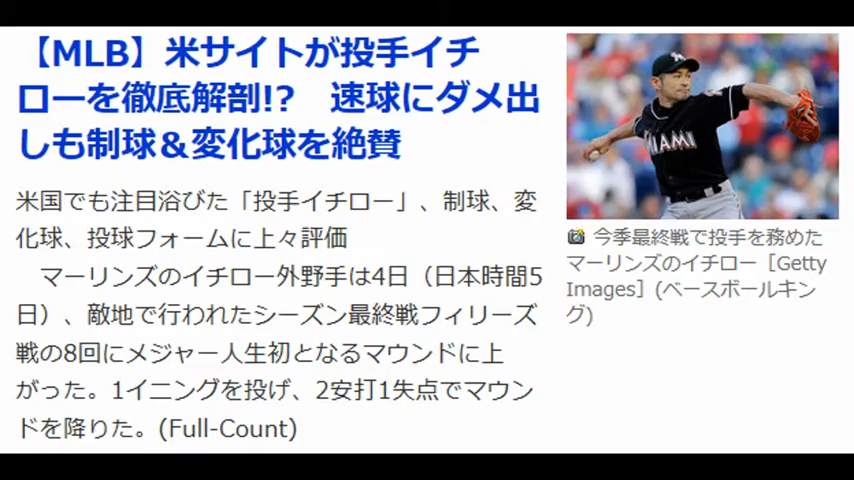 【MLB】米サイトが投手イチ
ローを徹底解剖!?　速球にダメ出
しも制球＆変化球を絶賛
米国でも注目浴びた「投手イチロー」、制球、変
化球、投球フォームに上々評価
　マーリンズのイチロー外野手は4日（日本時間5
日）、敵地で行われたシーズン最終戦フィリーズ
戦の8回にメジャー人生初となるマウンドに上
がった。1イニングを投げ、2安打1失点でマウン
ドを降りた。(Full-Count)
MIAMI
今季最終戦で投手を務めた
マーリンズのイチロー［Getty
Images］(ベースボールキン
グ)